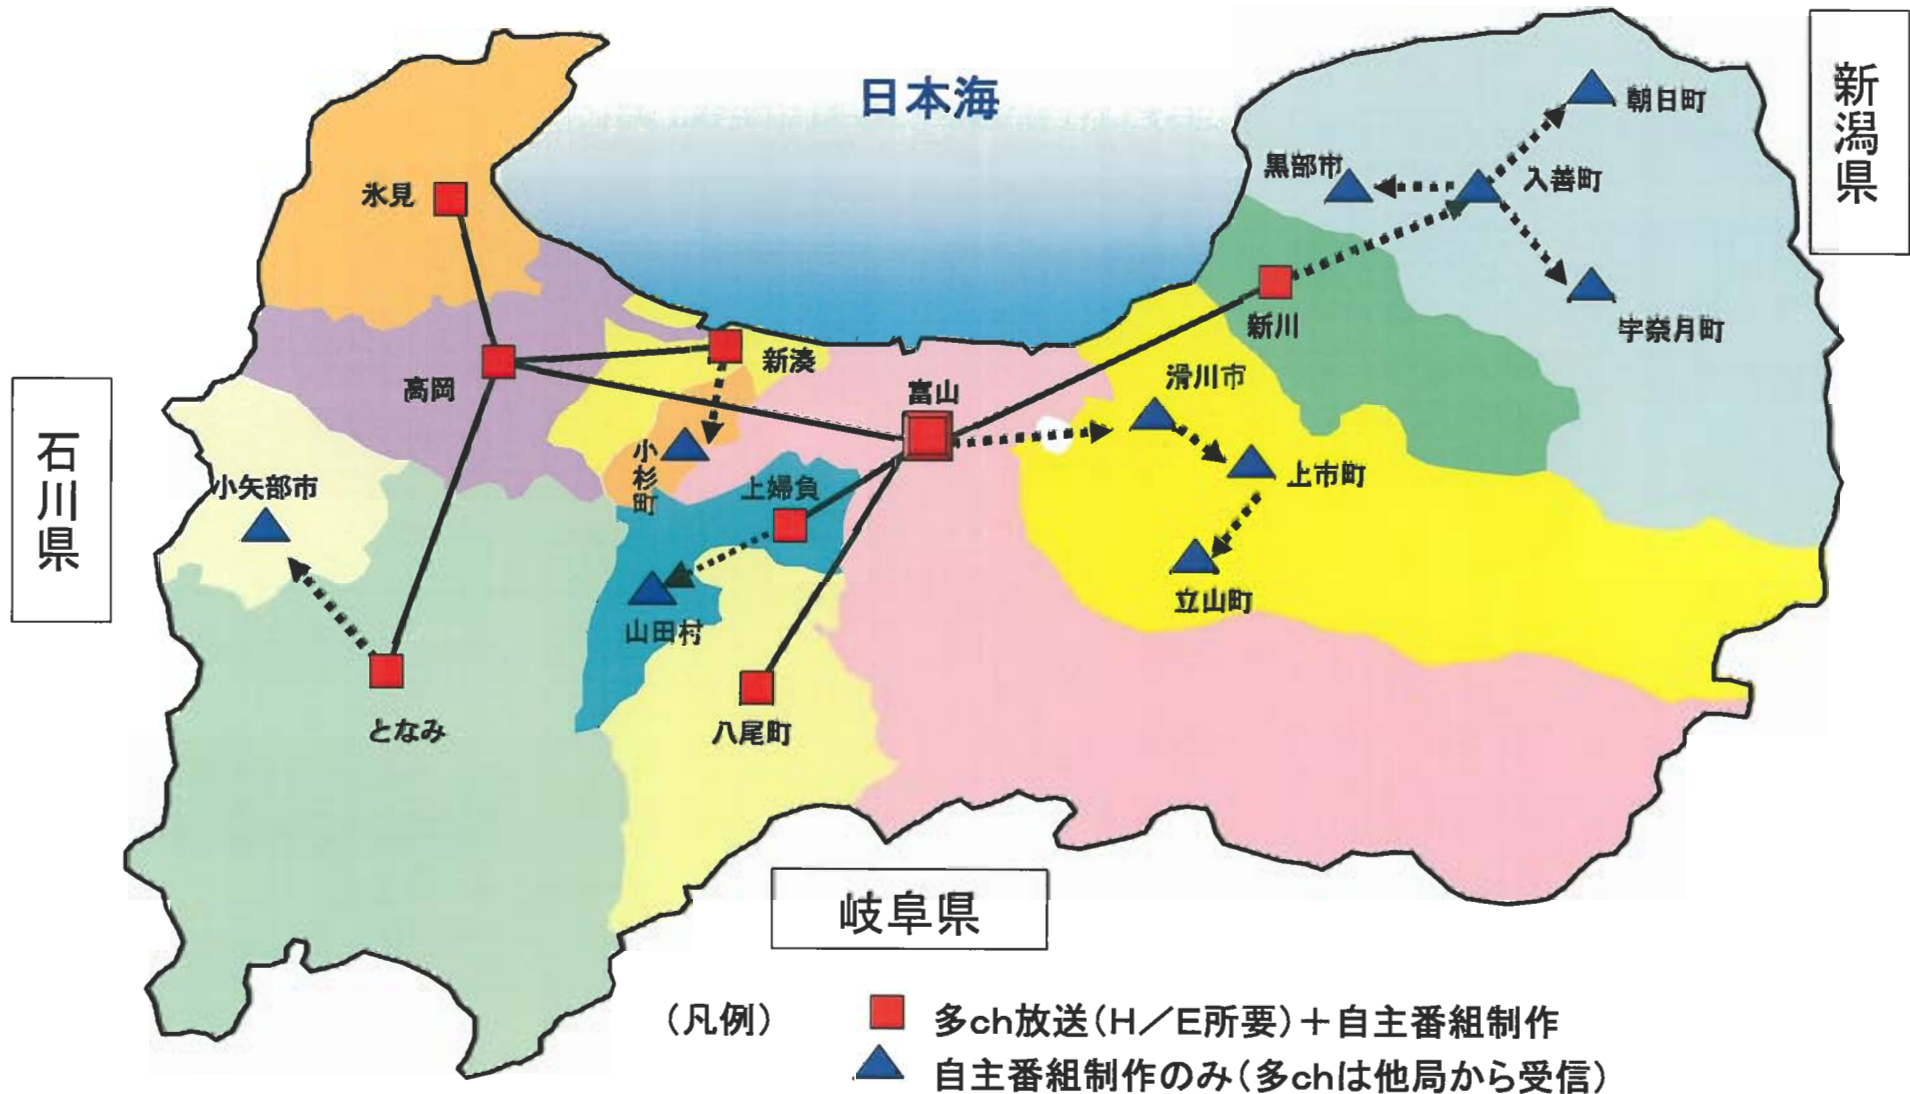 日本海
新潟県
朝日町
黒部市
入善町
氷見
宇奈月町
新川
新湊
滑川市
高岡
富山
石川県
小杉町
小矢部市
上婦負
上市町
立山町
山田村
となみ
八尾町
岐阜県
（凡例）
多ch放送（H／E所要）＋自主番組制作
自主番組制作のみ（多chは他局から受信）